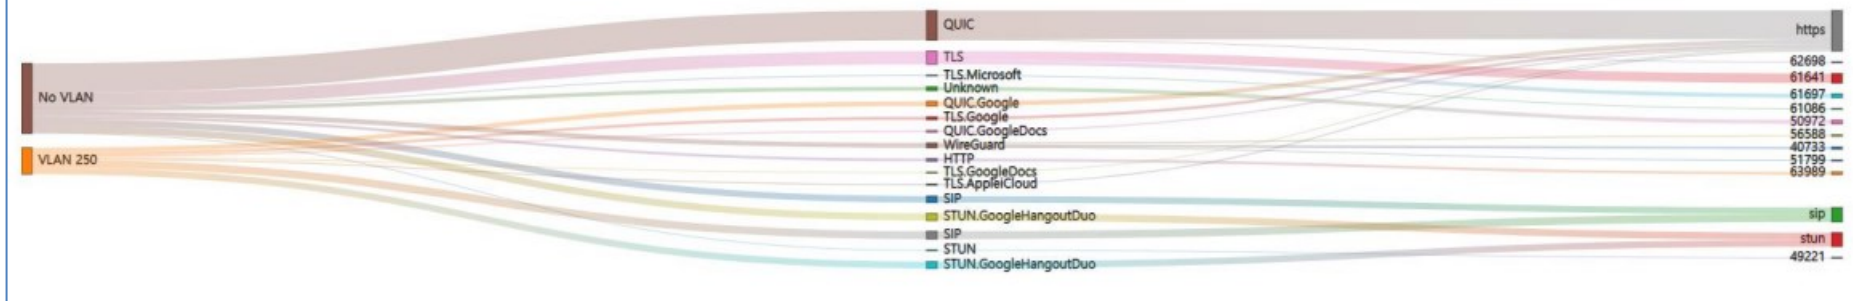 No VLAN
VLAN 250
QUIC
TLS
TLS.Microsoft
Unknown
QUIC.Google
TLS.Google
QUIC.GoogleDocs
WireGuard
HTTP
TLS.GoogleDocs
TLS.AppleiCloud
SIP
STUN.GoogleHangoutDuo
SIP
STUN
STUN.GoogleHangoutDuo
https
62698
61641
61697
61086
50972
56588
40733
51799
63989
sip
stun
49221